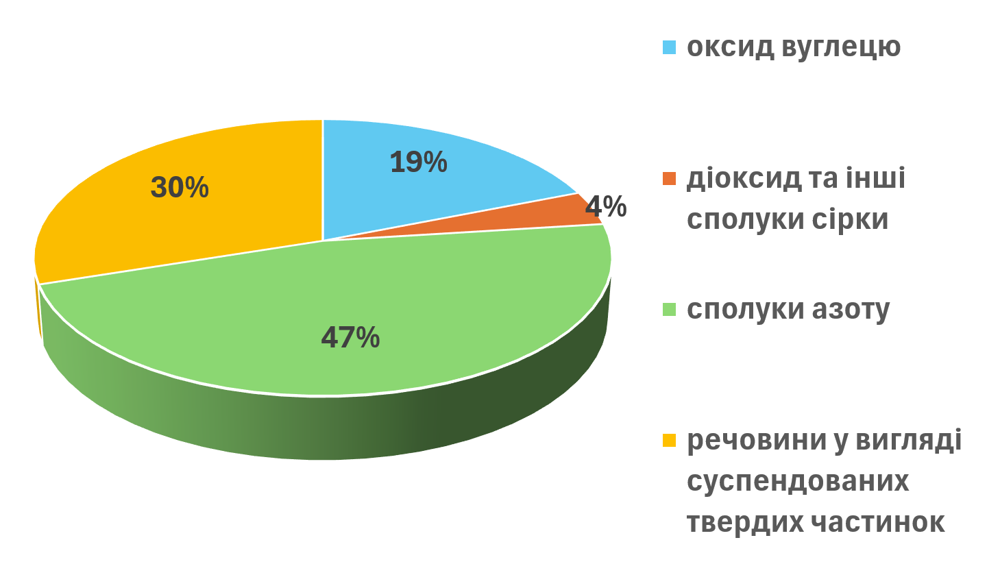 оксид вуглецю
19%
30%
4%
діоксид та інші
сполуки сірки
сполуки азоту
47%
речовини у вигляді
суспендованих
твердих частинок